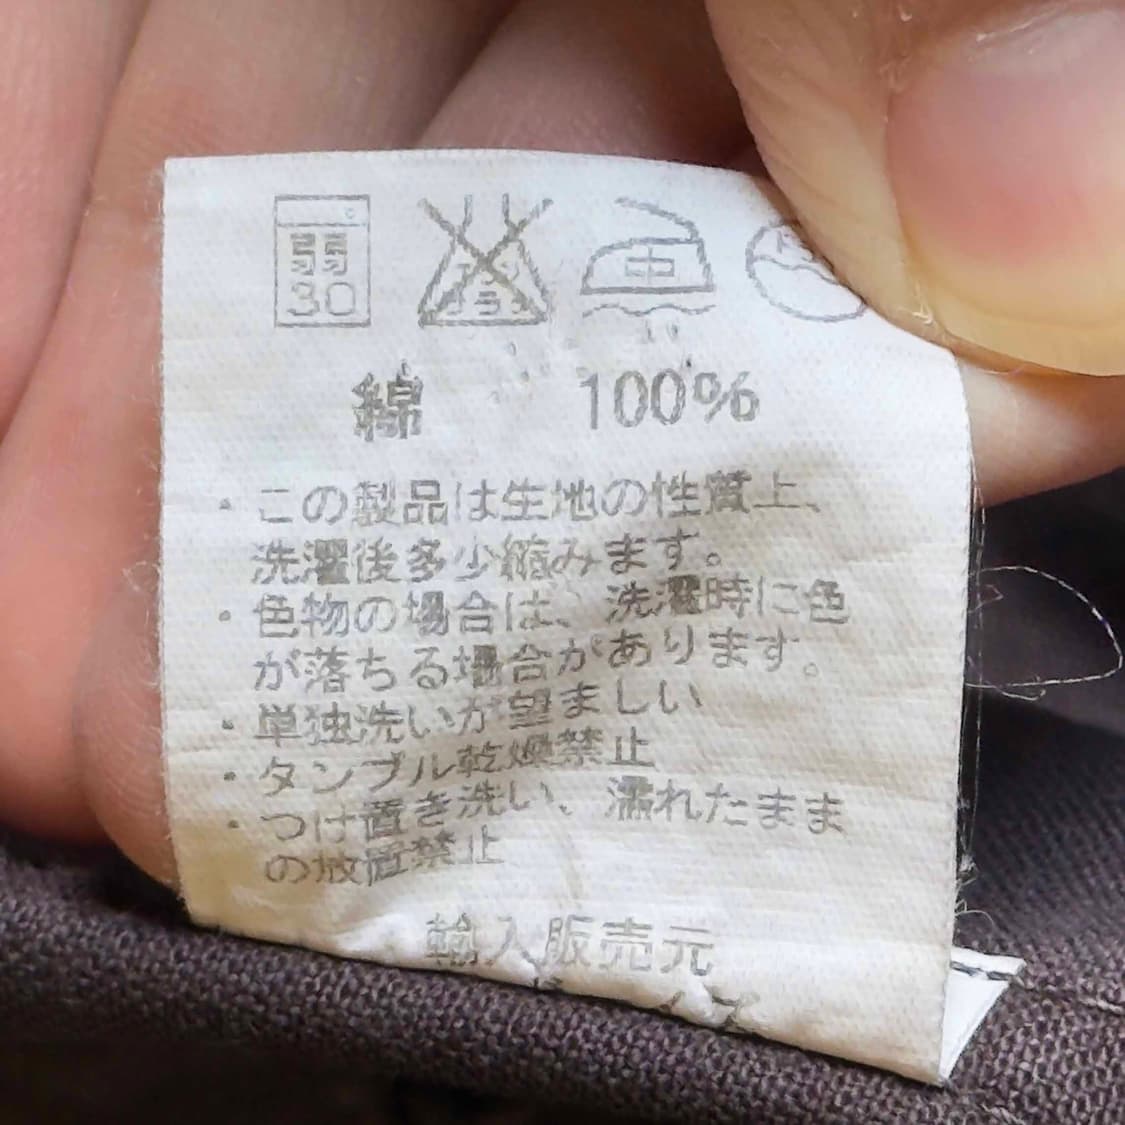 弱
30
中
綿 100%
・この製品は生地の性質上、
洗濯後多少縮みます。
・色物の場合は、洗濯時に色
が落ちる場合があります。
・単独洗いが望ましい
・タンブル乾燥禁止
・つけ置き洗い、濡れたまま
の放置禁止
輸入販売元